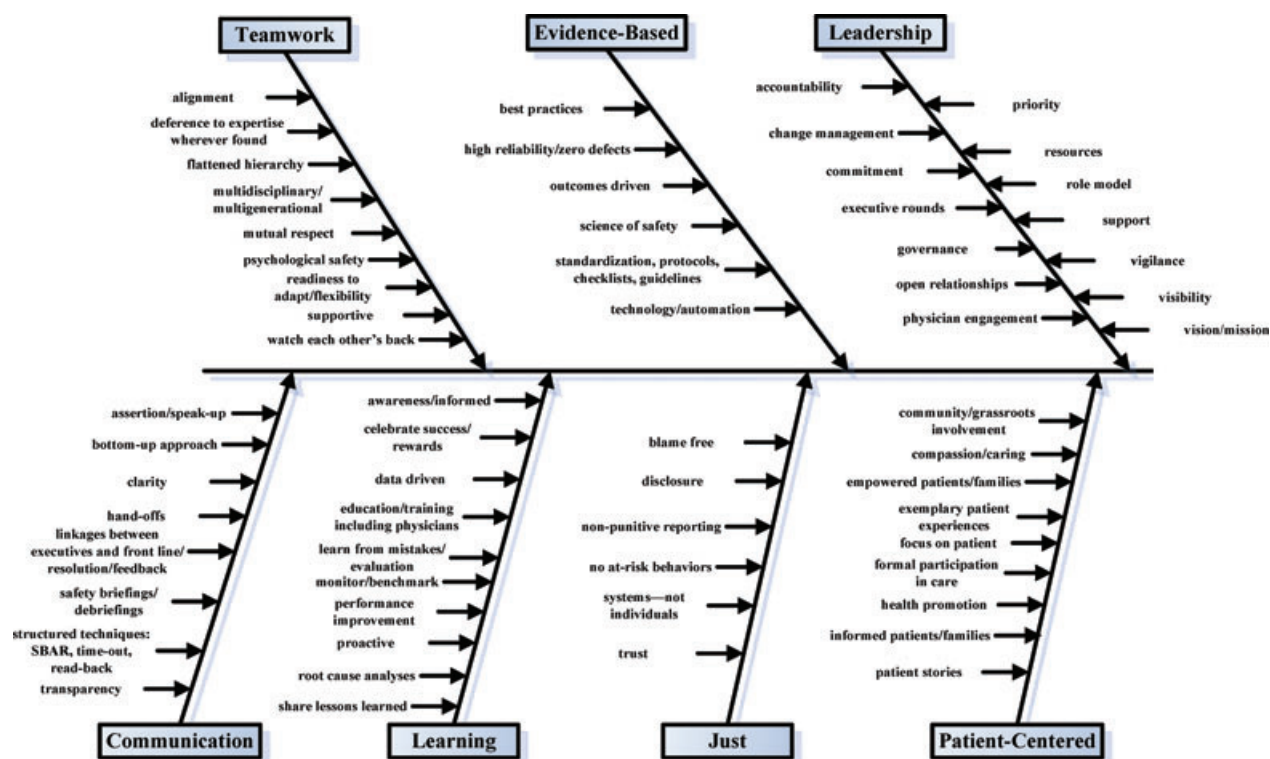 Teamwork
Evidence-Based
Leadership
alignment
deference to expertise
wherever found
flattened hierarchy
multidisciplinary/
multigenerational
mutual respect
psychological safety
readiness to
adapt/flexibility
supportive
watch each other's back
best practices
high reliability/zero defects
outcomes driven
science of safety
standardization, protocols,
checklists, guidelines
technology/automation
accountability
priority
change management
resources
commitment
role model
executive rounds
support
governance
vigilance
open relationships
visibility
physician engagement
vision/mission
assertion/speak-up
bottom-up approach
clarity
hand-offs
linkages between
executives and front line/
resolution/feedback
safety briefings/
debriefings
structured techniques:
SBAR, time-out,
read-back
transparency
awareness/informed
celebrate success/
rewards
data driven
education/training
including physicians
learn from mistakes/
evaluation
monitor/benchmark
performance
improvement
proactive
root cause analyses
share lessons learned
blame free
disclosure
non-punitive reporting
no at-risk behaviors
systems—not
individuals
trust
community/grassroots
involvement
compassion/caring
empowered patients/families
exemplary patient
experiences
focus on patient
formal participation
in care
health promotion
informed patients/families
patient stories
Communication
Learning
Just
Patient-Centered